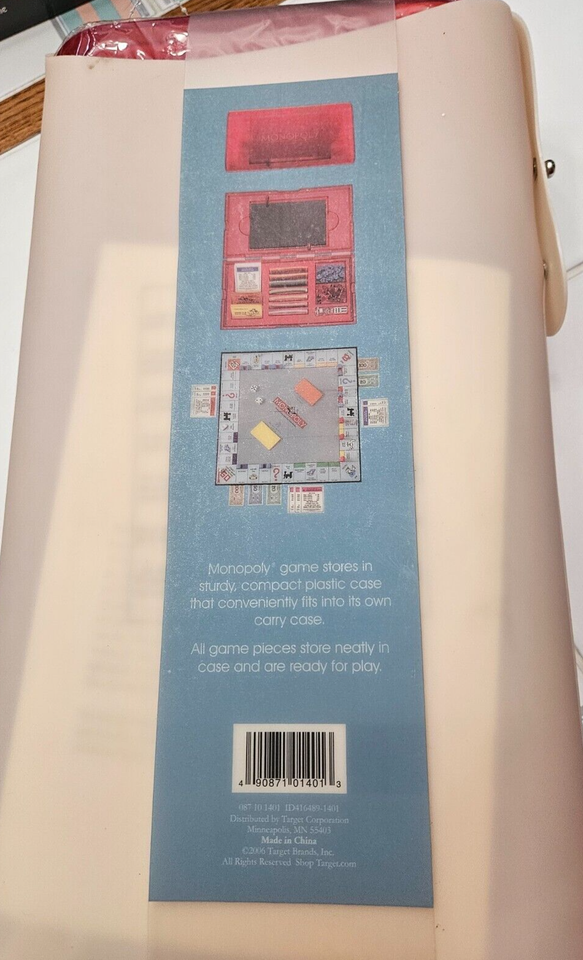 MONOPOLY
Monopoly® game stores in
sturdy, compact plastic case
that conveniently fits into its own
carry case.
All game pieces store neatly in
case and are ready for play.
4 90871 01401 3
087 10 1401 ID416489-1401
Distributed by Target Corporation
Minneapolis, MN 55403
Made in China
©2006 Target Brands, Inc.
All Rights Reserved Shop Target.com